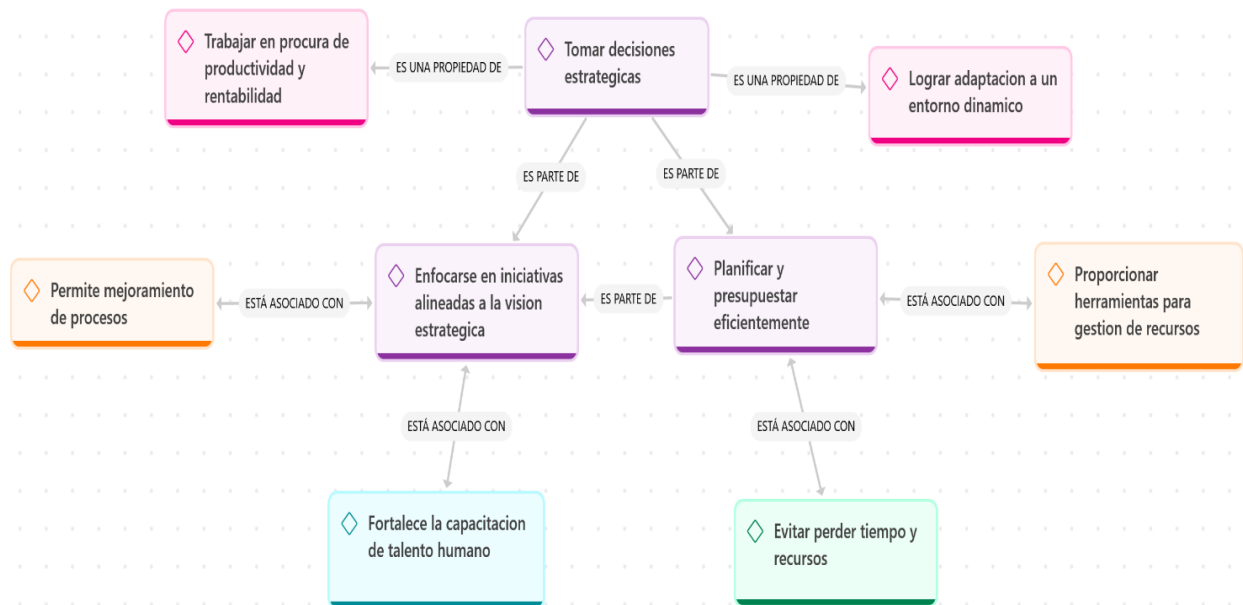 Trabajar en procura de
productividad y
rentabilidad
ES UNA PROPIEDAD DE
Tomar decisiones
estrategicas
ES UNA PROPIEDAD DE
Lograr adaptacion a un
entorno dinamico
ES PARTE DE
ES PARTE DE
Permite mejoramiento
de procesos
ESTÁ ASOCIADO CON
Enfocarse en iniciativas
alineadas a la vision
estrategica
ES PARTE DE
Planificar y
presupuestar
eficientemente
ESTÁ ASOCIADO CON
Proporcionar
herramientas para
gestion de recursos
ESTÁ ASOCIADO CON
ESTÁ ASOCIADO CON
Fortalece la capacitacion
de talento humano
Evitar perder tiempo y
recursos